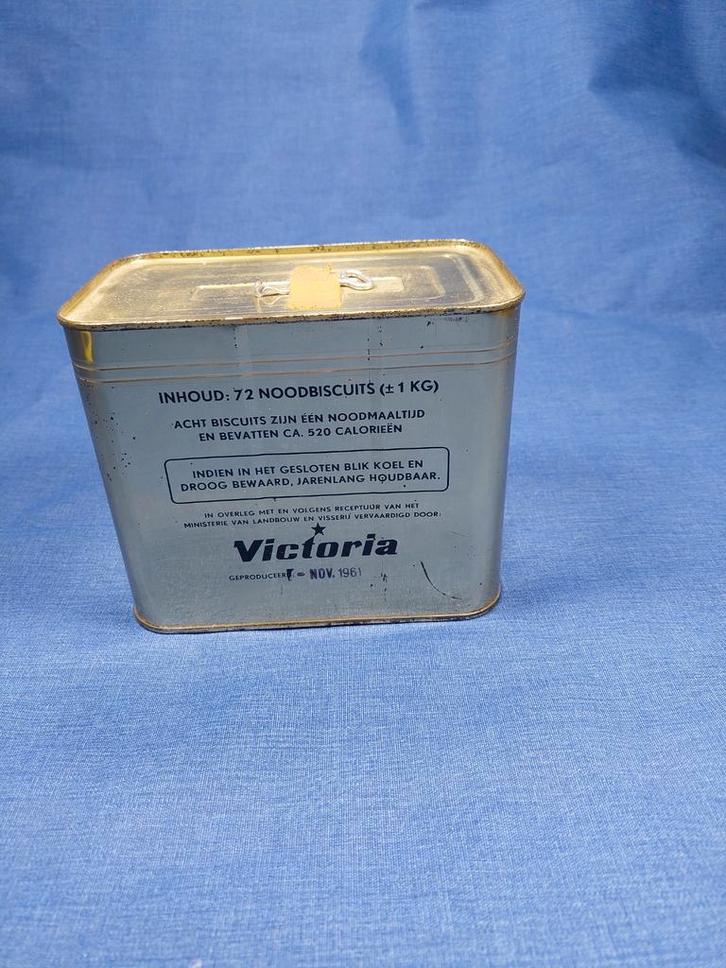 INHOUD: 72 NOODBISCUITS (± 1 KG)
ACHT BISCUITS ZIJN ÉÉN NOODMAALTIJD
EN BEVATTEN CA. 520 CALORIEËN
INDIEN IN HET GESLOTEN BLIK KOEL EN
DROOG BEWAARD, JARENLANG HOUDBAAR.
IN OVERLEG MET EN VOLGENS RECEPTUUR VAN HET
MINISTERIE VAN LANDBOUW EN VISSERIJ VERVAARDIGD DOOR:
Victoria
GEPRODUCEERD - NOV. 1961